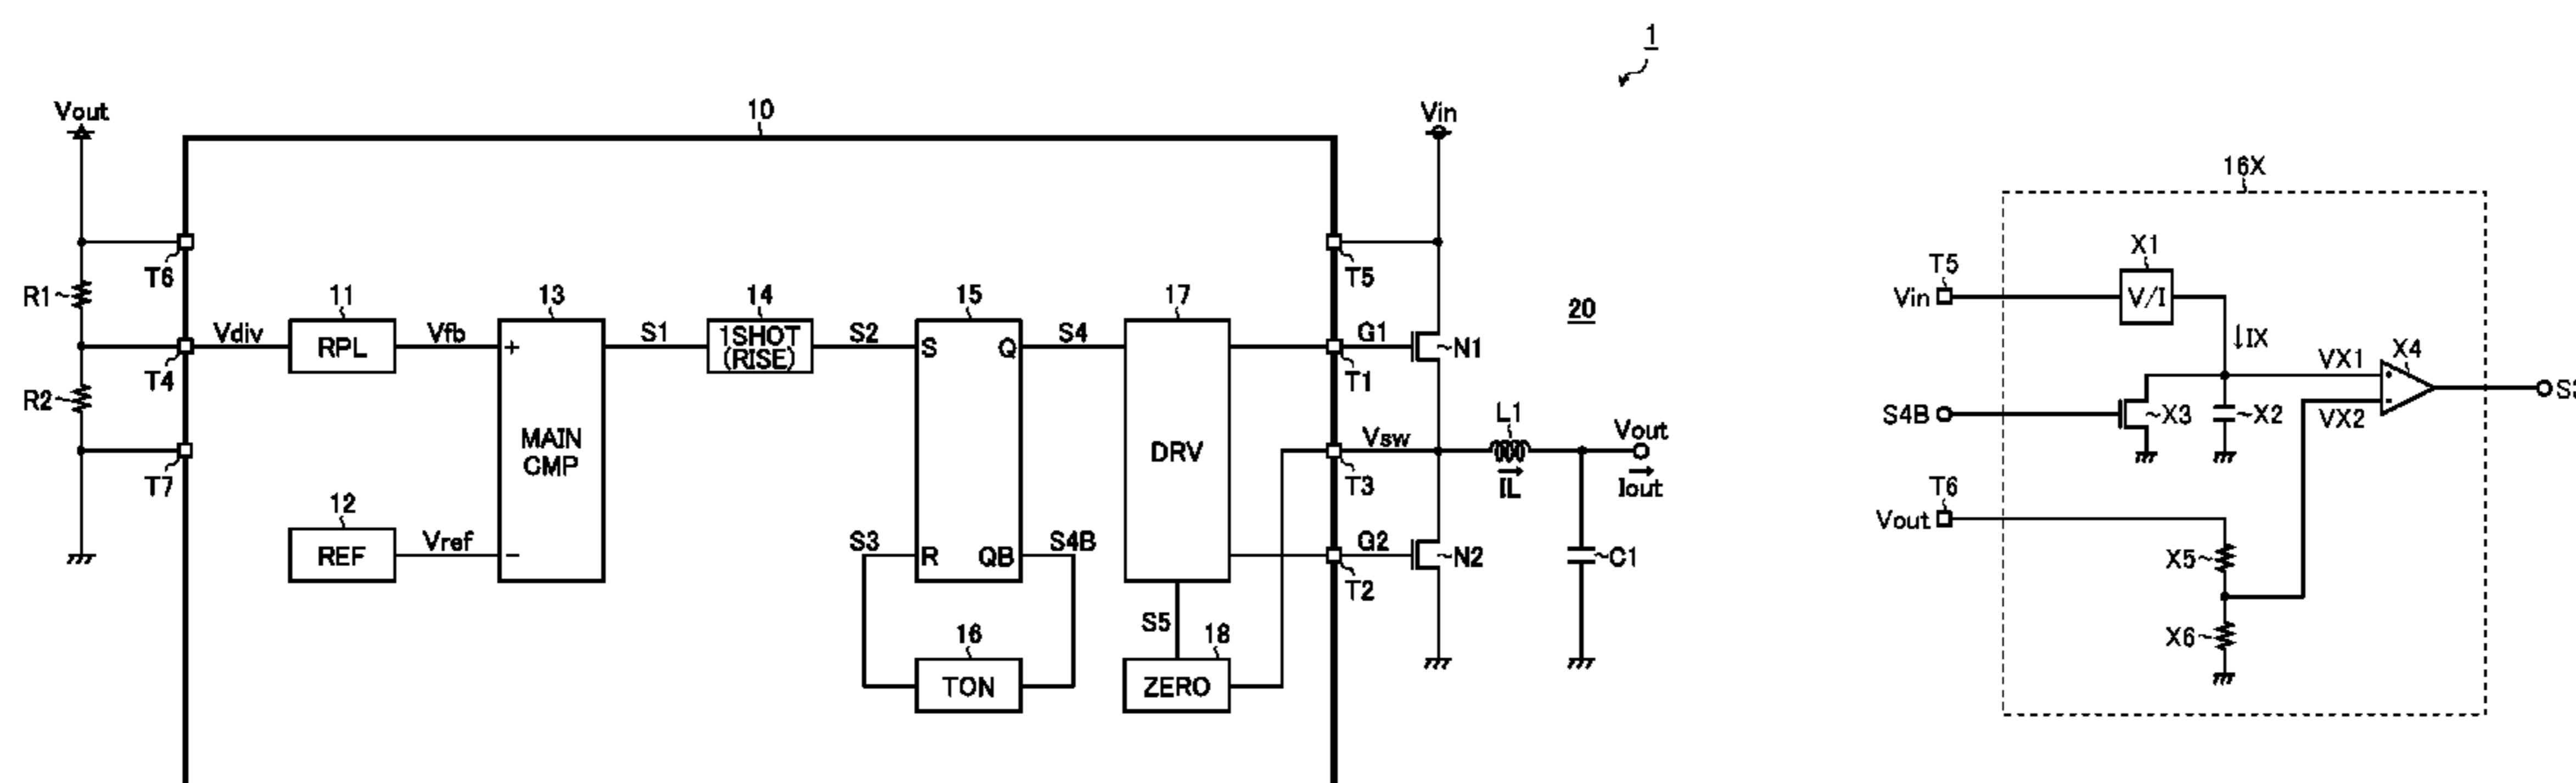 1
Vout
10
Vin
T6
T5
R1
11
13
14
15
17
20
Vdiv
RPL
Vfb
+
S1
1SHOT
(RISE)
S2
S
Q
S4
G1
N1
T4
T1
R2
MAIN
CMP
DRV
Vsw
L1
Vout
T7
T3
IL
Iout
12
REF
Vref
-
S3
R
QB
S4B
G2
N2
C1
T2
16
TON
S5
18
ZERO
16X
X1
T5
Vin
V/I
IX
VX1
X4
+
S4B
X3
X2
VX2
-
T6
Vout
X5
X6